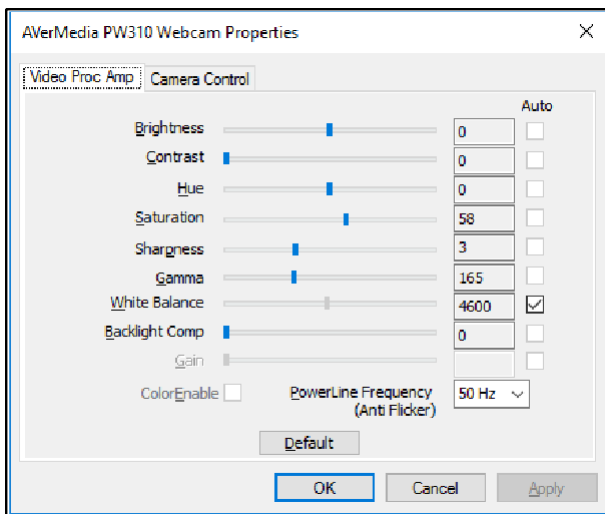 AVerMedia PW310 Webcam Properties
Video Proc Amp Camera Control
Auto
Brightness 0
Contrast 0
Hue 0
Saturation 58
Sharpness 3
Gamma 165
White Balance 4600
Backlight Comp 0
Gain
ColorEnable PowerLine Frequency 50 Hz
(Anti Flicker)
Default
OK Cancel Apply